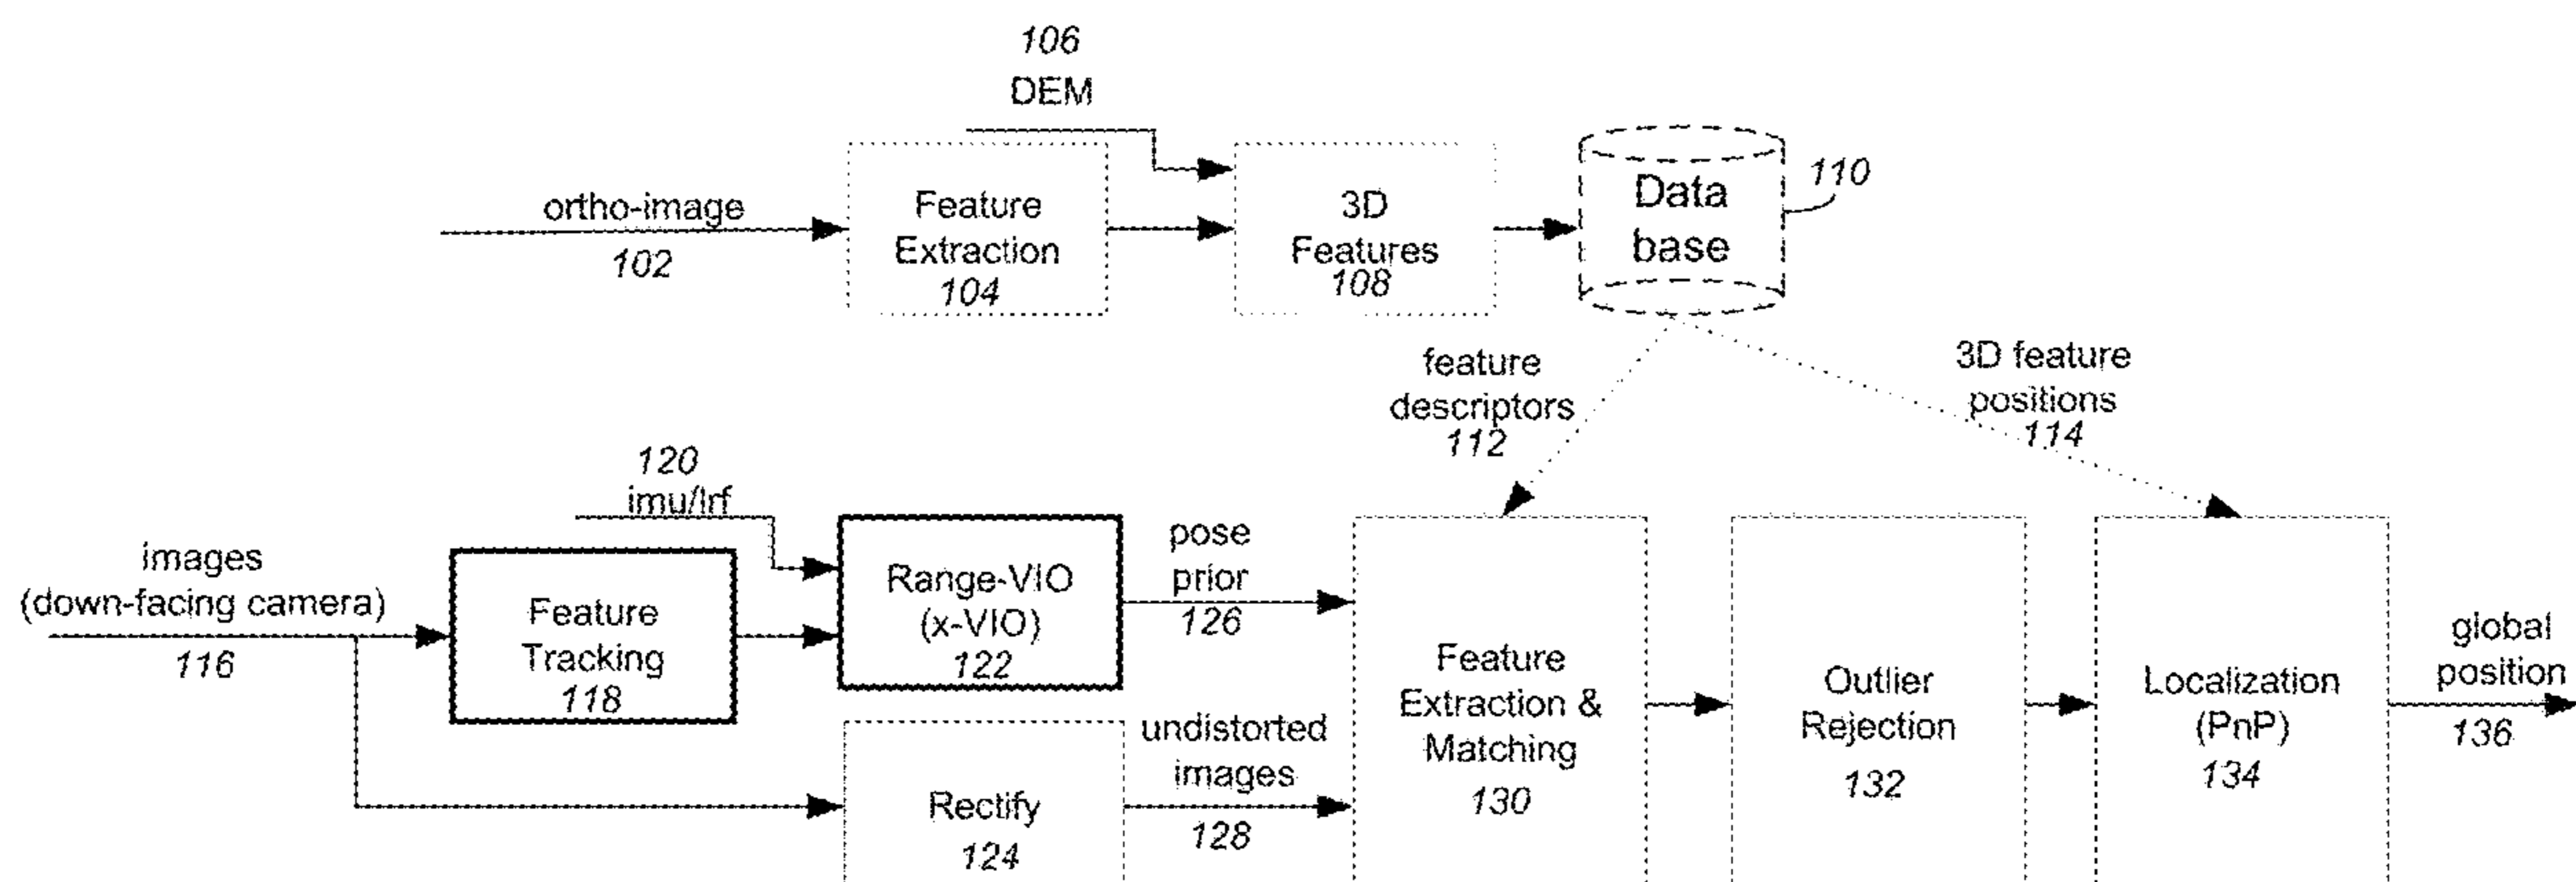 106
DEM
ortho-image
102
Feature
Extraction
104
3D
Features
108
Data
base
110
feature
descriptors
112
3D feature
positions
114
120
imu/lrf
images
(down-facing camera)
116
Feature
Tracking
118
Range-VIO
(x-VIO)
122
pose
prior
126
Rectify
124
undistorted
images
128
Feature
Extraction &
Matching
130
Outlier
Rejection
132
Localization
(PnP)
134
global
position
136